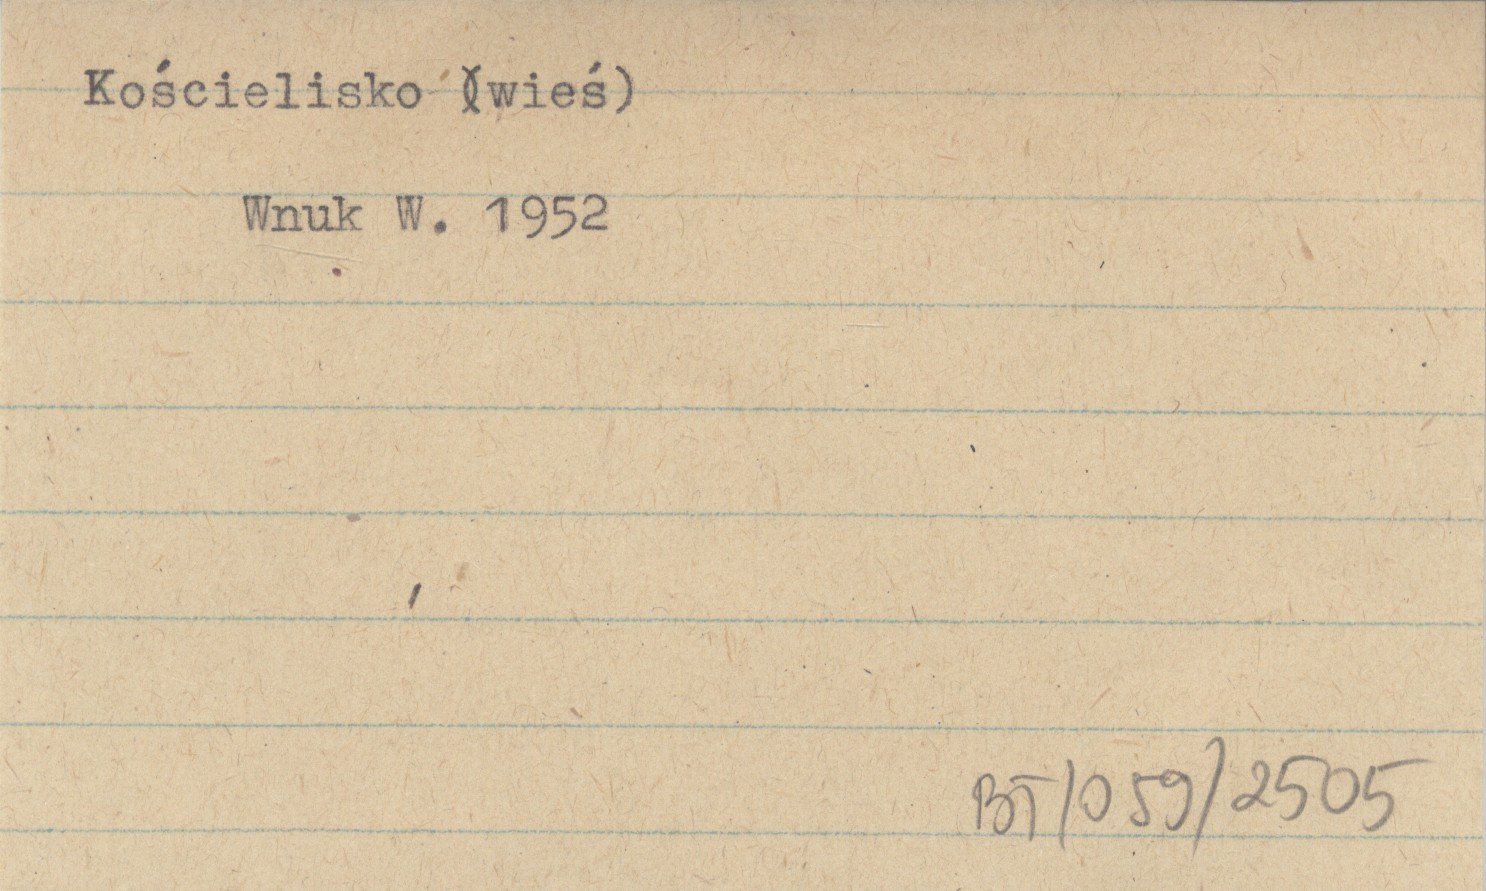 Kościelisko (wieś)
Wnuk W. 1952
BT/059/2505